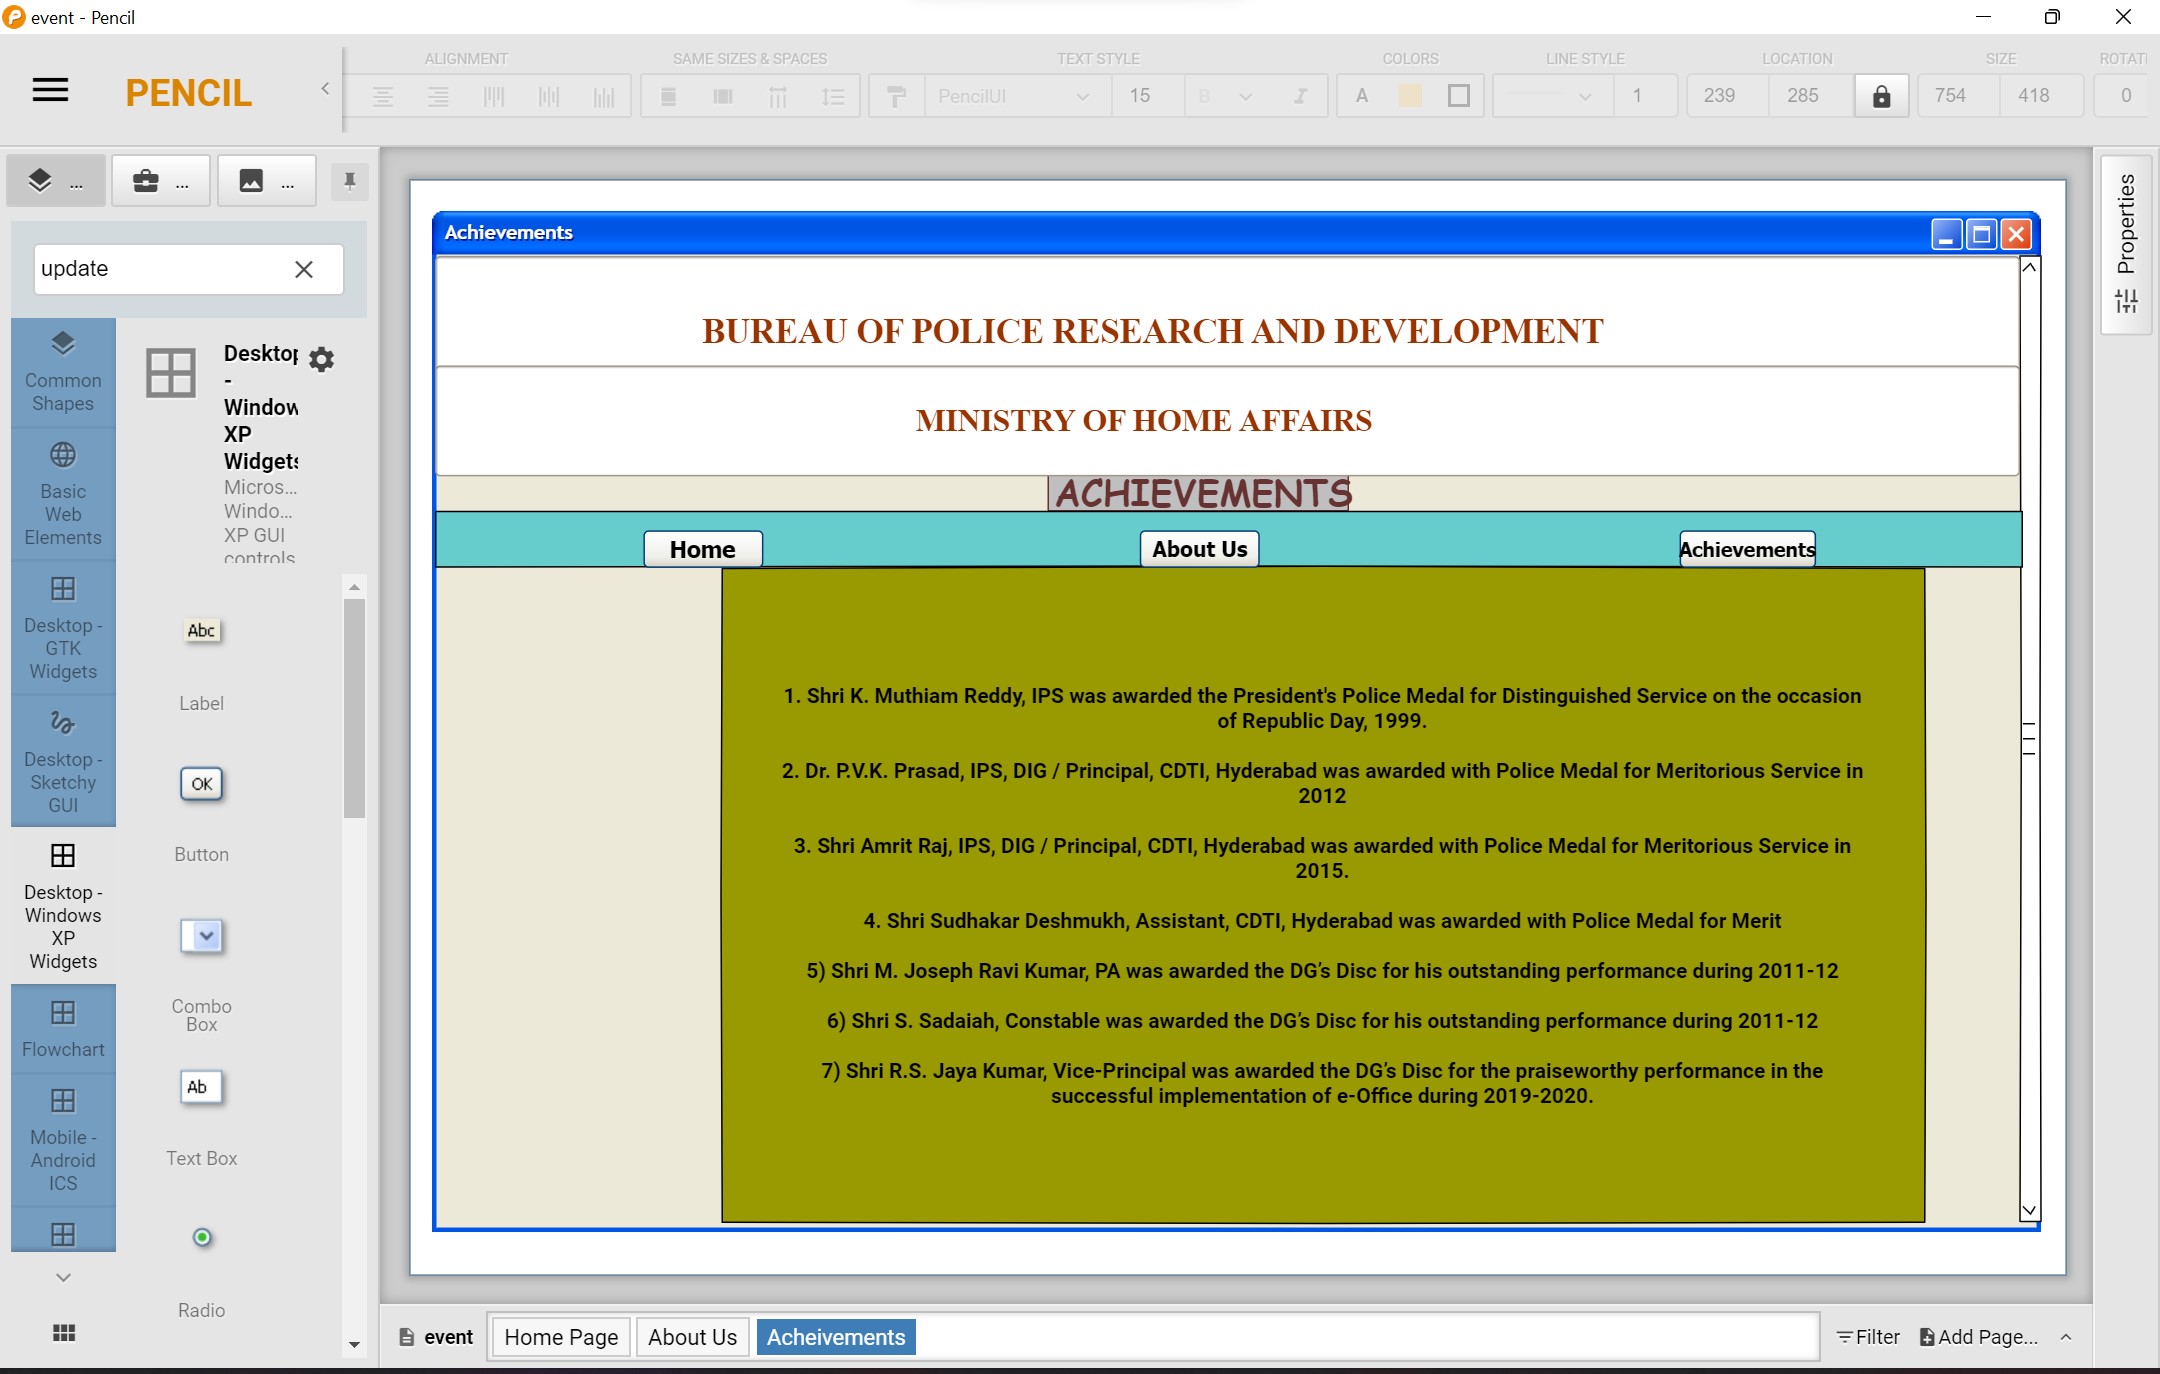 event - Pencil
ALIGNMENT
SAME SIZES & SPACES
TEXT STYLE
COLORS
LINE STYLE
LOCATION
SIZE
ROTATI
PENCIL
PencilUI
15
B
I
A
1
239
285
754
418
0
...
...
...
update
Common
Shapes
Basic
Web
Elements
Desktop -
GTK
Widgets
Desktop -
Sketchy
GUI
Desktop -
Windows
XP
Widgets
Flowchart
Mobile -
Android
ICS
Desktop
-
Window
XP
Widgets
Micros...
Windo...
XP GUI
controls
Abc
Label
OK
Button
Combo
Box
Ab
Text Box
Radio
Achievements
BUREAU OF POLICE RESEARCH AND DEVELOPMENT
MINISTRY OF HOME AFFAIRS
ACHIEVEMENTS
Home
About Us
Achievements
1. Shri K. Muthiam Reddy, IPS was awarded the President's Police Medal for Distinguished Service on the occasion
of Republic Day, 1999.
2. Dr. P.V.K. Prasad, IPS, DIG / Principal, CDTI, Hyderabad was awarded with Police Medal for Meritorious Service in
2012
3. Shri Amrit Raj, IPS, DIG / Principal, CDTI, Hyderabad was awarded with Police Medal for Meritorious Service in
2015.
4. Shri Sudhakar Deshmukh, Assistant, CDTI, Hyderabad was awarded with Police Medal for Merit
5) Shri M. Joseph Ravi Kumar, PA was awarded the DG’s Disc for his outstanding performance during 2011-12
6) Shri S. Sadaiah, Constable was awarded the DG’s Disc for his outstanding performance during 2011-12
7) Shri R.S. Jaya Kumar, Vice-Principal was awarded the DG’s Disc for the praiseworthy performance in the
successful implementation of e-Office during 2019-2020.
Properties
event
Home Page
About Us
Acheivements
Filter
Add Page...